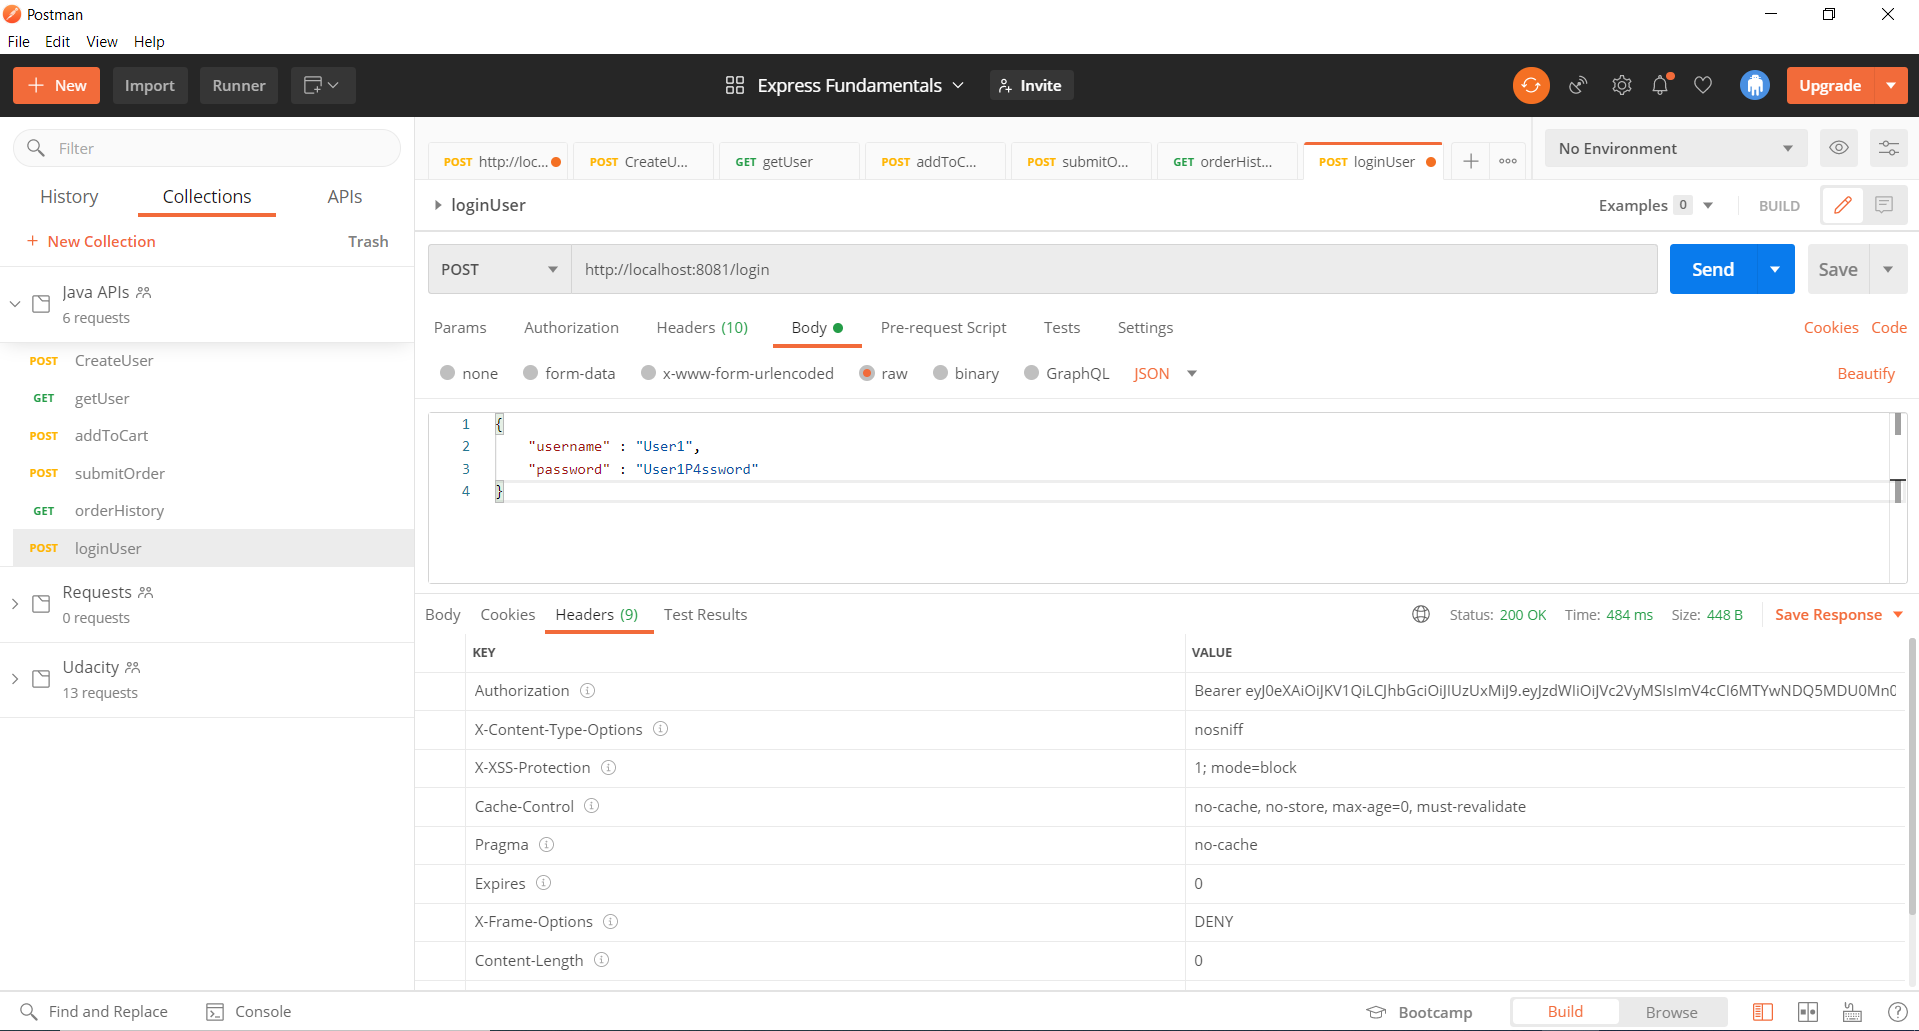 Postman
File Edit View Help
New Import Runner Express Fundamentals Invite Upgrade
Filter
History Collections APIs
New Collection Trash
Java APIs
6 requests
POST CreateUser
GET getUser
POST addToCart
POST submitOrder
GET orderHistory
POST loginUser
Requests
0 requests
Udacity
13 requests
POST http://loc... POST CreateU... GET getUser POST addToC... POST submitO... GET orderHist... POST loginUser No Environment
loginUser Examples 0 BUILD
POST http://localhost:8081/login Send Save
Params Authorization Headers (10) Body Pre-request Script Tests Settings Cookies Code
none form-data x-www-form-urlencoded raw binary GraphQL JSON Beautify
1 {
2 "username" : "User1",
3 "password" : "User1P4ssword"
4 }
Body Cookies Headers (9) Test Results Status: 200 OK Time: 484 ms Size: 448 B Save Response
KEY VALUE
Authorization Bearer eyJ0eXAiOiJKV1QiLCJhbGciOiJIUzUxMiJ9.eyJzdWIiOiJVc2VyMSIsImV4cCI6MTYwNDQ5MDU0Mn0
X-Content-Type-Options nosniff
X-XSS-Protection 1; mode=block
Cache-Control no-cache, no-store, max-age=0, must-revalidate
Pragma no-cache
Expires 0
X-Frame-Options DENY
Content-Length 0
Find and Replace Console Bootcamp Build Browse